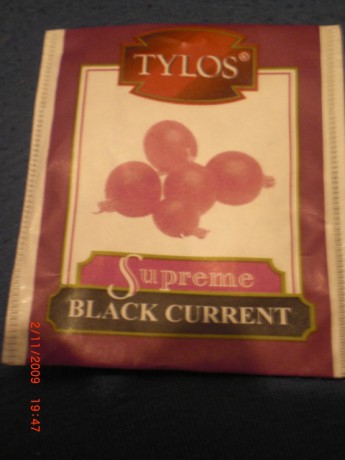 TYLOS®
Supreme
BLACK CURRENT
2/11/2009 19:47